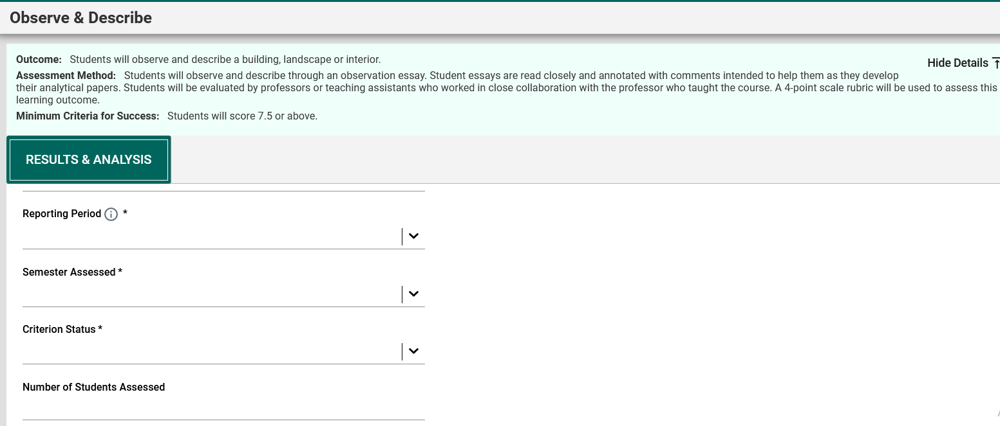 Observe & Describe
Outcome: Students will observe and describe a building, landscape or interior.
Hide Details
Assessment Method: Students will observe and describe through an observation essay. Student essays are read closely and annotated with comments intended to help them as they develop
their analytical papers. Students will be evaluated by professors or teaching assistants who worked in close collaboration with the professor who taught the course. A 4-point scale rubric will be used to assess this
learning outcome.
Minimum Criteria for Success: Students will score 7.5 or above.
RESULTS & ANALYSIS
Reporting Period *
Semester Assessed *
Criterion Status *
Number of Students Assessed